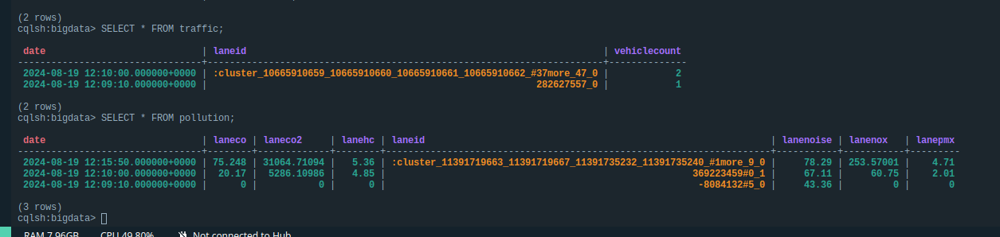 (2 rows)
cqlsh:bigdata> SELECT * FROM traffic;
date | laneid | vehiclecount
---------------------------------+----------------------------------------------------------------------+--------------
2024-08-19 12:10:00.000000+0000 | :cluster_10665910659_10665910660_10665910661_10665910662_#37more_47_0 | 2
2024-08-19 12:09:10.000000+0000 | 282627557_0 | 1
(2 rows)
cqlsh:bigdata> SELECT * FROM pollution;
date | laneco | laneco2 | lanehc | laneid | lanenoise | lanenox | lanepmx
---------------------------------+--------+-------------+--------+---------------------------------------------------------------------+-----------+-----------+---------
2024-08-19 12:15:50.000000+0000 | 75.248 | 31064.71094 | 5.36 | :cluster_11391719663_11391719667_11391735232_11391735240_#1more_9_0 | 78.29 | 253.57001 | 4.71
2024-08-19 12:10:00.000000+0000 | 20.17 | 5286.10986 | 4.85 | 369223459#0_1 | 67.11 | 60.75 | 2.01
2024-08-19 12:09:10.000000+0000 | 0 | 0 | 0 | -8084132#5_0 | 43.36 | 0 | 0
(3 rows)
cqlsh:bigdata>
RAM 7.96GB CPU 49.80% Not connected to Hub